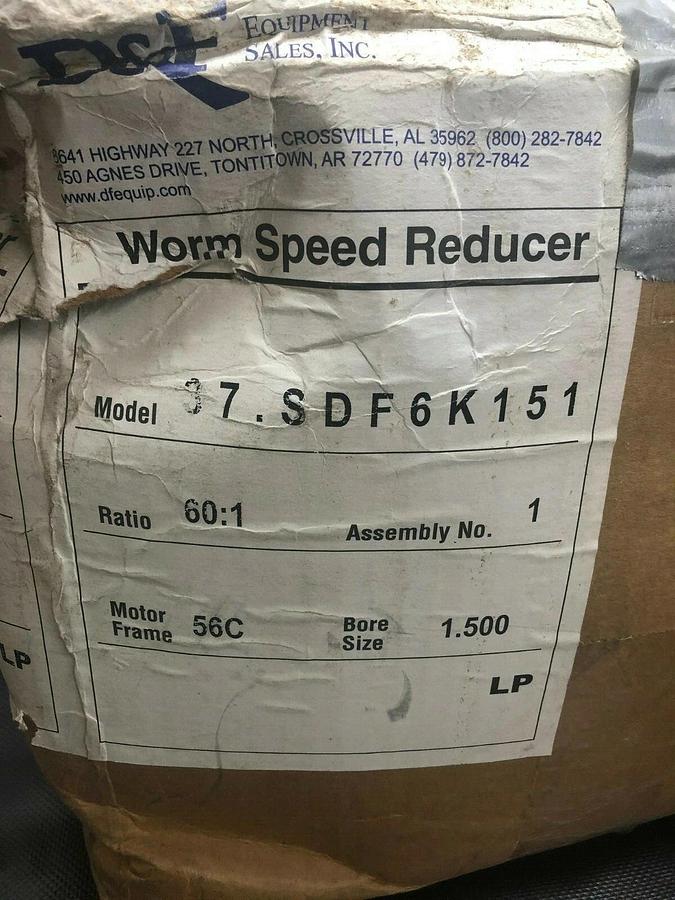 D&F EQUIPMENT
SALES, INC.
8641 HIGHWAY 227 NORTH, CROSSVILLE, AL 35962 (800) 282-7842
450 AGNES DRIVE, TONTITOWN, AR 72770 (479) 872-7842
www.dfequip.com
Worm Speed Reducer
Model 37.SDF6K151
Ratio 60:1 Assembly No. 1
Motor Frame 56C Bore Size 1.500
LP
LP